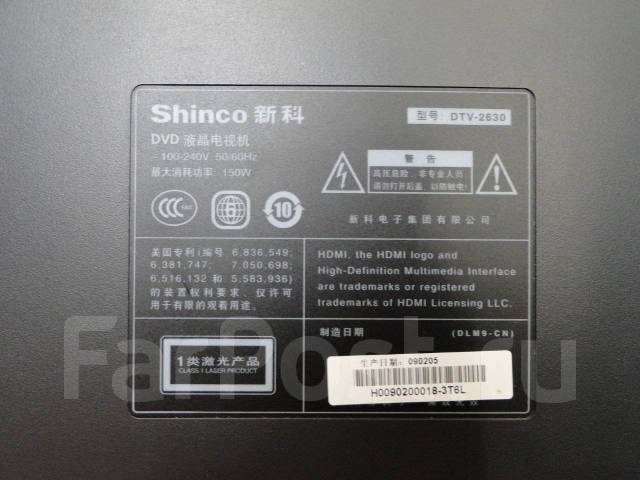 Shinco 新科
型号: DTV-2630
DVD 液晶电视机
~100-240V 50/60Hz
最大消耗功率: 150W
警告
高压危险、非专业人员
请勿打开后盖、以防触电!
CCC
S&E
6
10
新科电子集团有限公司
美国专利(编号 6,836,549;
6,381,747; 7,050,698;
6,516,132 和 5,583,936)
的装置权利要求、仅许可
用于有限的观看用途。
HDMI, the HDMI logo and
High-Definition Multimedia Interface
are trademarks or registered
trademarks of HDMI Licensing LLC.
1类激光产品
CLASS 1 LASER PRODUCT
制造日期
(DLM9-CN)
生产日期: 090205
H0090200018-3T6L
FarPost.ru